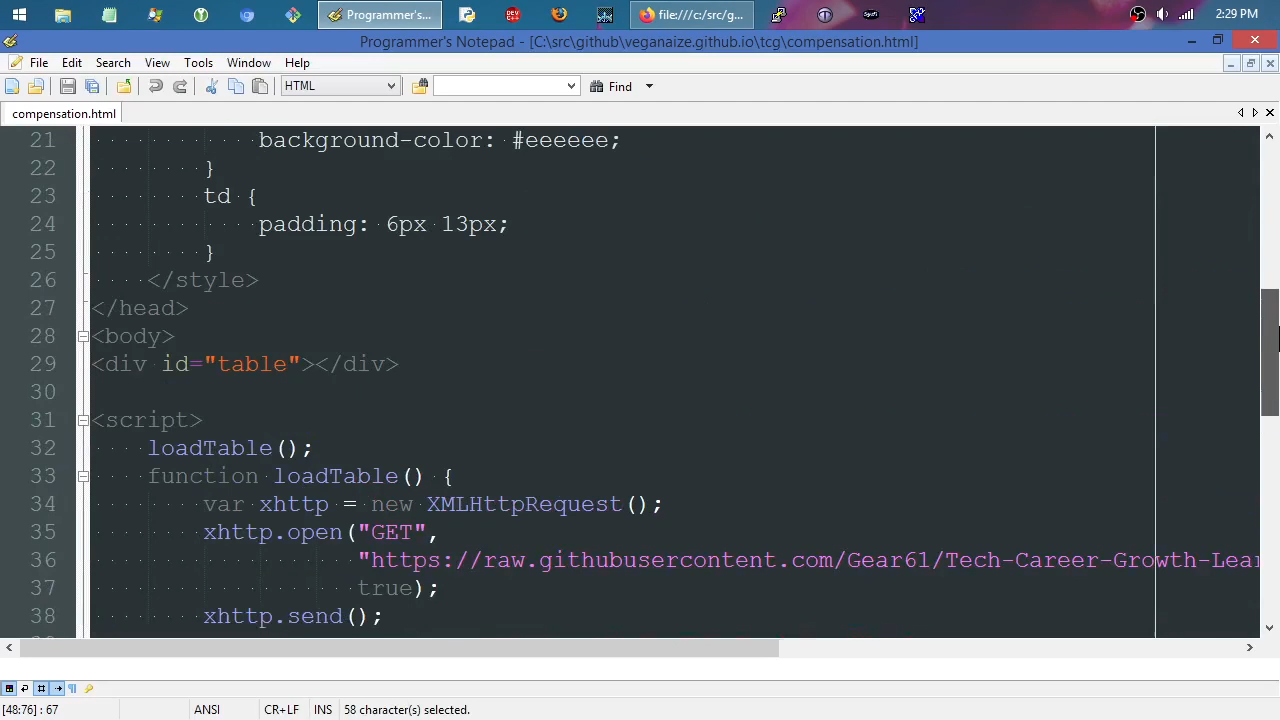 Programmer's...
file:///c:/src/g...
2:29 PM
Programmer's Notepad - [C:\src\github\veganaize.github.io\tcg\compensation.html]
File Edit Search View Tools Window Help
HTML
Find
compensation.html
21 background-color: #eeeeee;
22 }
23 td {
24 padding: 6px 13px;
25 }
26 </style>
27 </head>
28 <body>
29 <div id="table"></div>
30
31 <script>
32 loadTable();
33 function loadTable() {
34 var xhttp = new XMLHttpRequest();
35 xhttp.open("GET",
36 "https://raw.githubusercontent.com/Gear61/Tech-Career-Growth-Lear
37 true);
38 xhttp.send();
[48:76] : 67 ANSI CR+LF INS 58 character(s) selected.